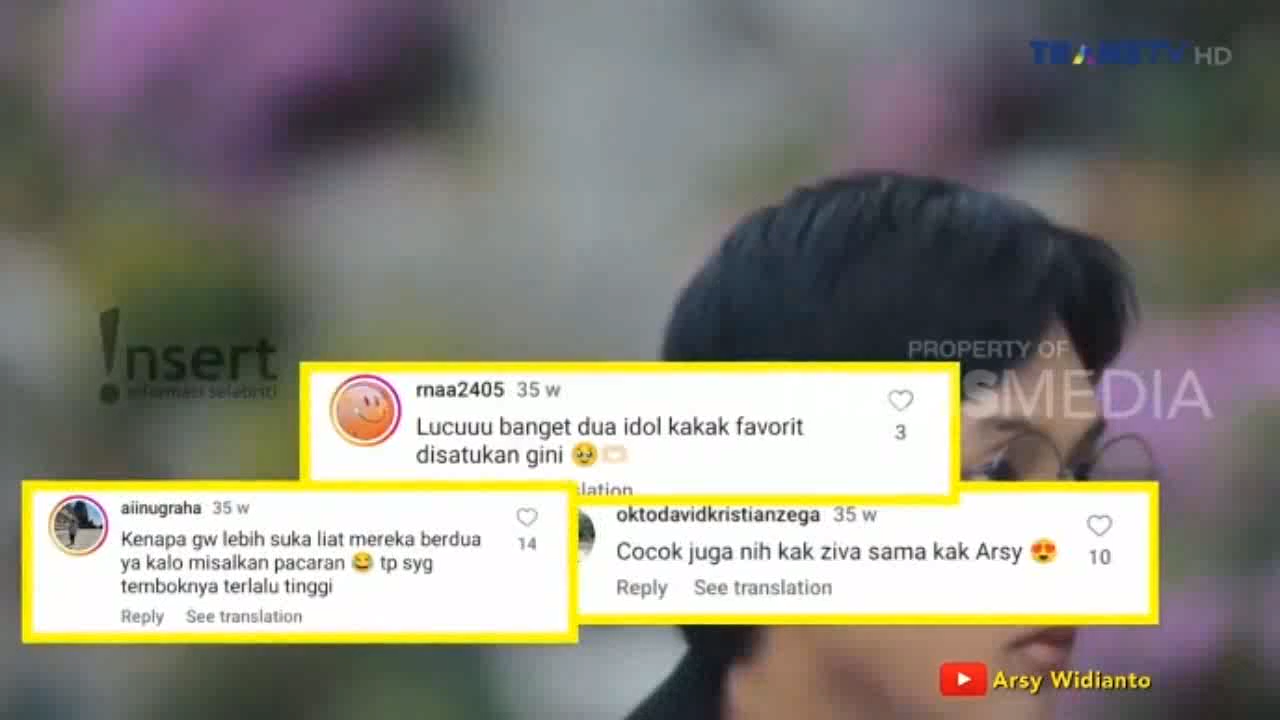 TRANSTV HD
!nsert
informasi selebriti
PROPERTY OF
SMEDIA
rnaa2405 35 w
Lucuuu banget dua idol kakak favorit
disatukan gini 🥹🫶🏻
3
slation
aiinugraha 35 w
Kenapa gw lebih suka liat mereka berdua
ya kalo misalkan pacaran 😂 tp syg
temboknya terlalu tinggi
14
Reply See translation
oktodavidkristianzega 35 w
Cocok juga nih kak ziva sama kak Arsy 😍
10
Reply See translation
Arsy Widianto